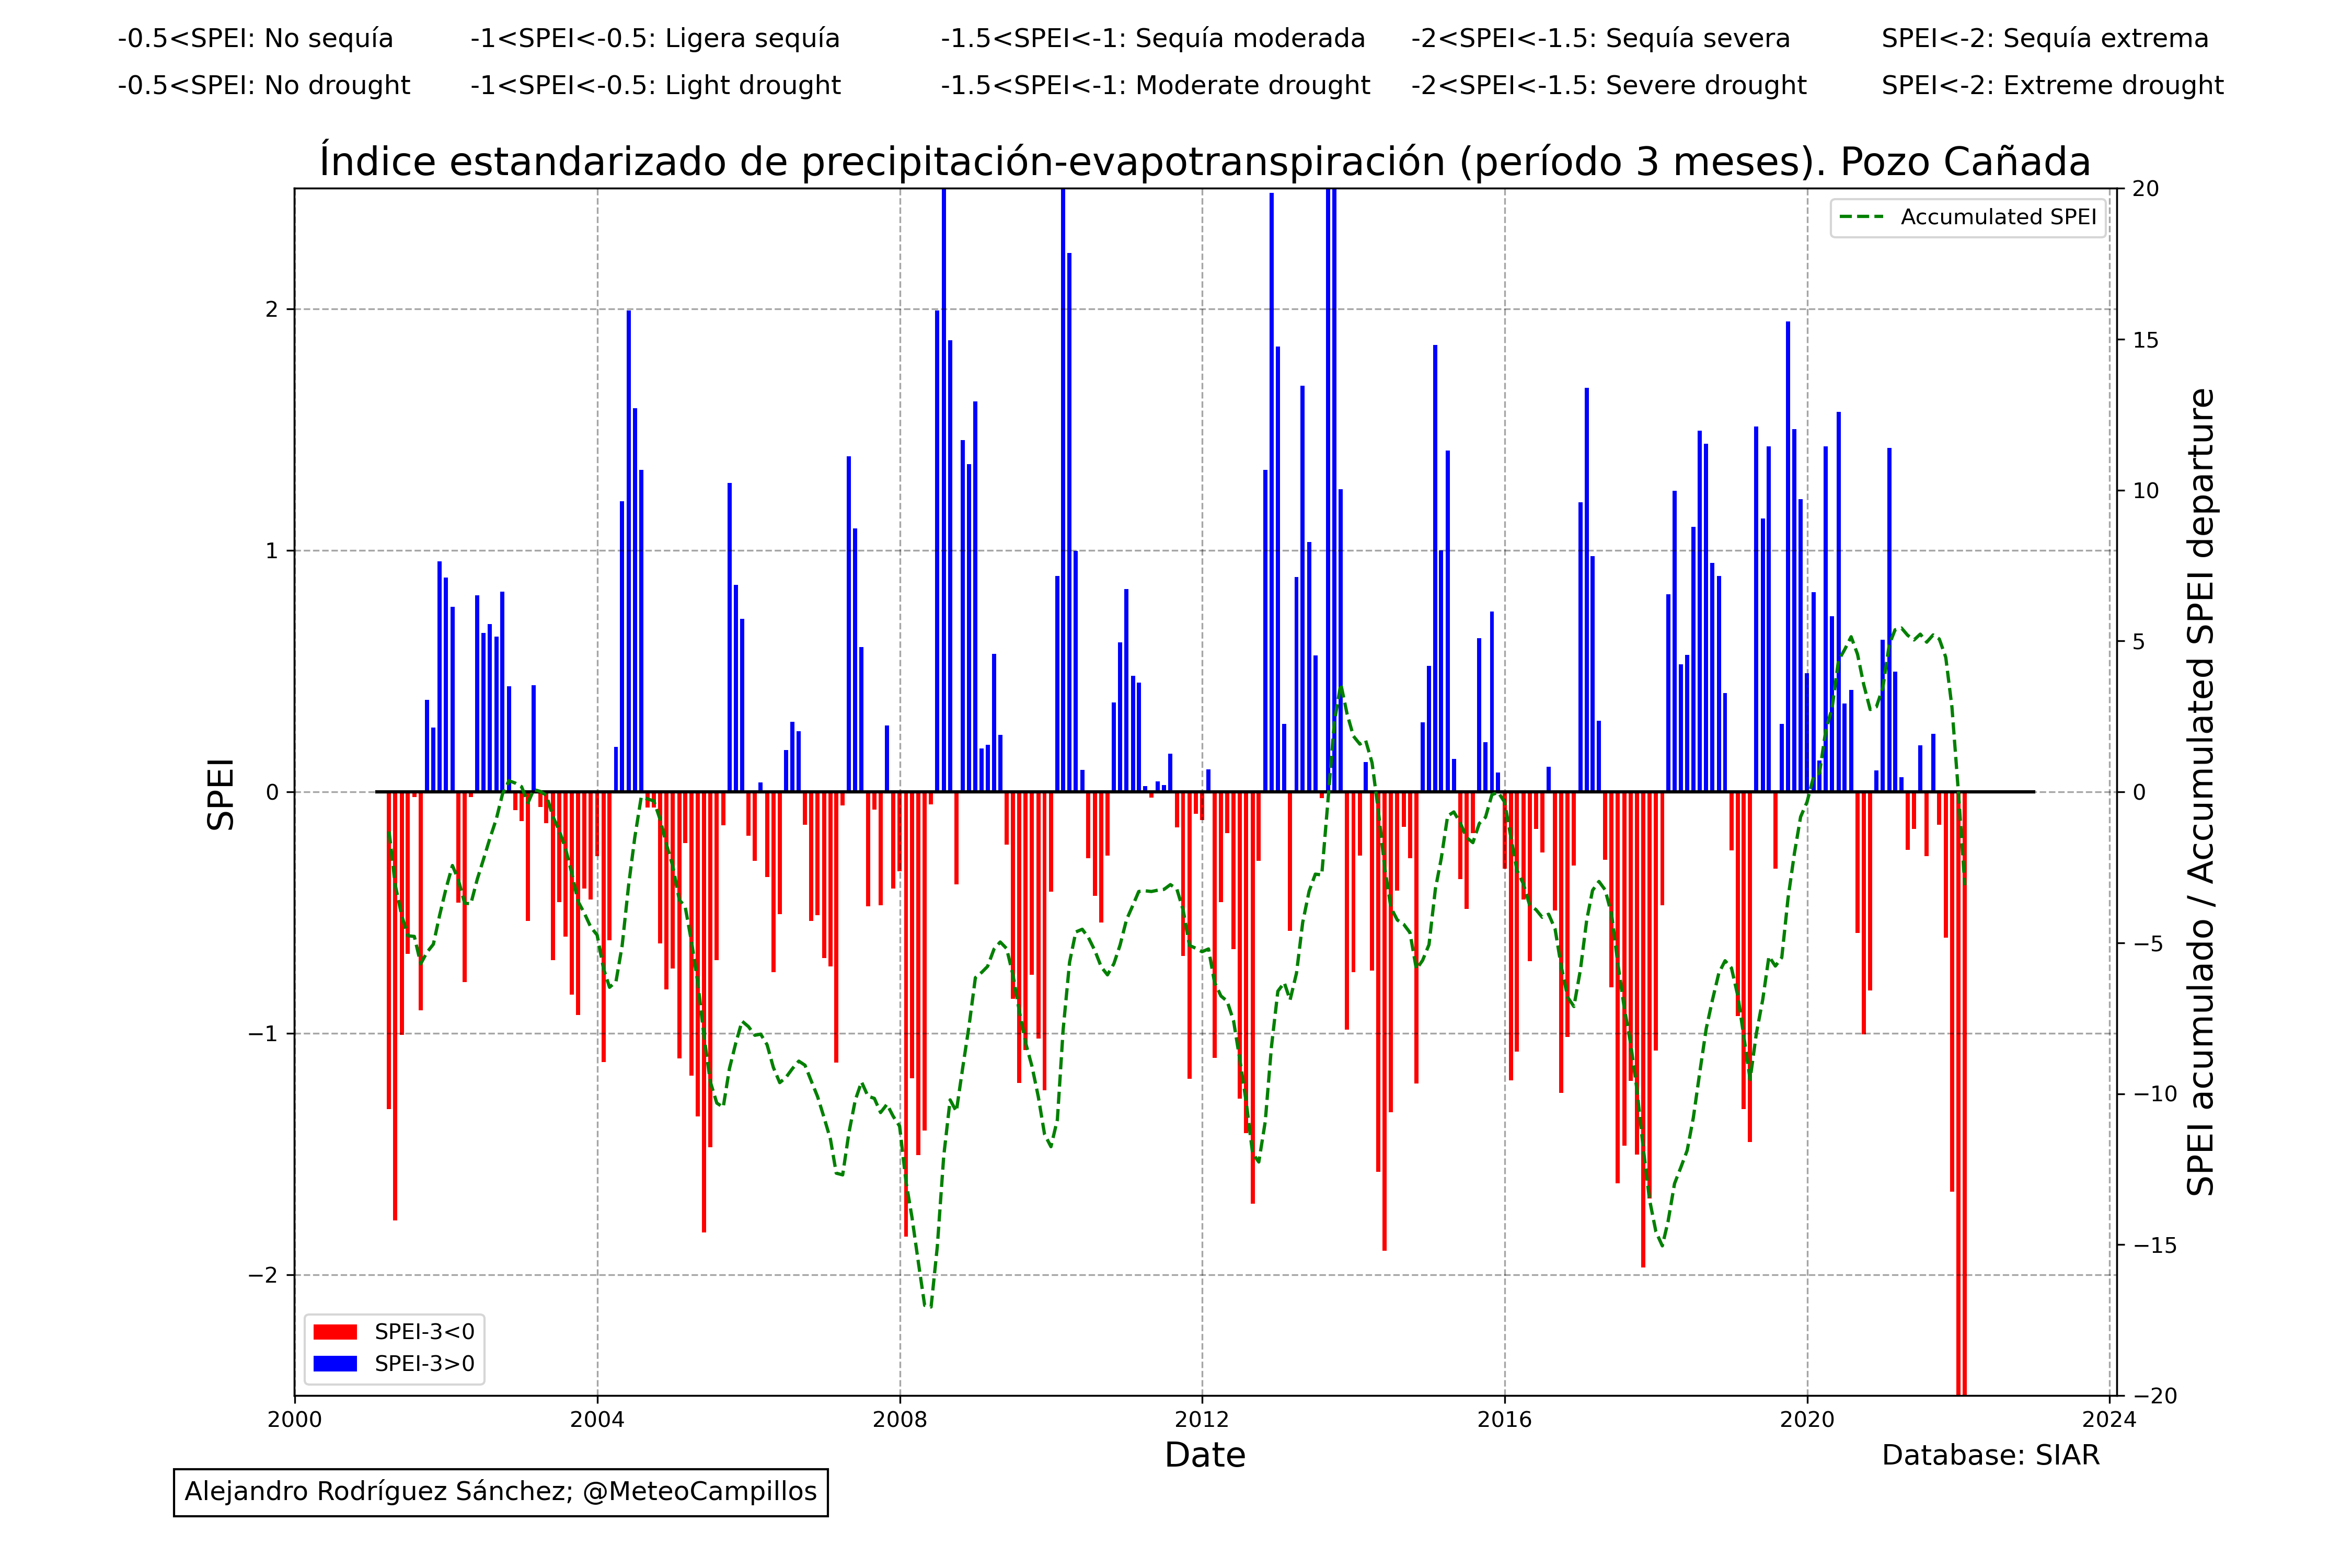 -0.5<SPEI: No sequía
-1<SPEI<-0.5: Ligera sequía
-1.5<SPEI<-1: Sequía moderada
-2<SPEI<-1.5: Sequía severa
SPEI<-2: Sequía extrema
-0.5<SPEI: No drought
-1<SPEI<-0.5: Light drought
-1.5<SPEI<-1: Moderate drought
-2<SPEI<-1.5: Severe drought
SPEI<-2: Extreme drought
Índice estandarizado de precipitación-evapotranspiración (período 3 meses). Pozo Cañada
Accumulated SPEI
SPEI
2
1
0
−1
−2
20
15
10
5
0
−5
−10
−15
−20
SPEI acumulado / Accumulated SPEI departure
SPEI-3<0
SPEI-3>0
2000
2004
2008
2012
2016
2020
2024
Date
Database: SIAR
Alejandro Rodríguez Sánchez; @MeteoCampillos